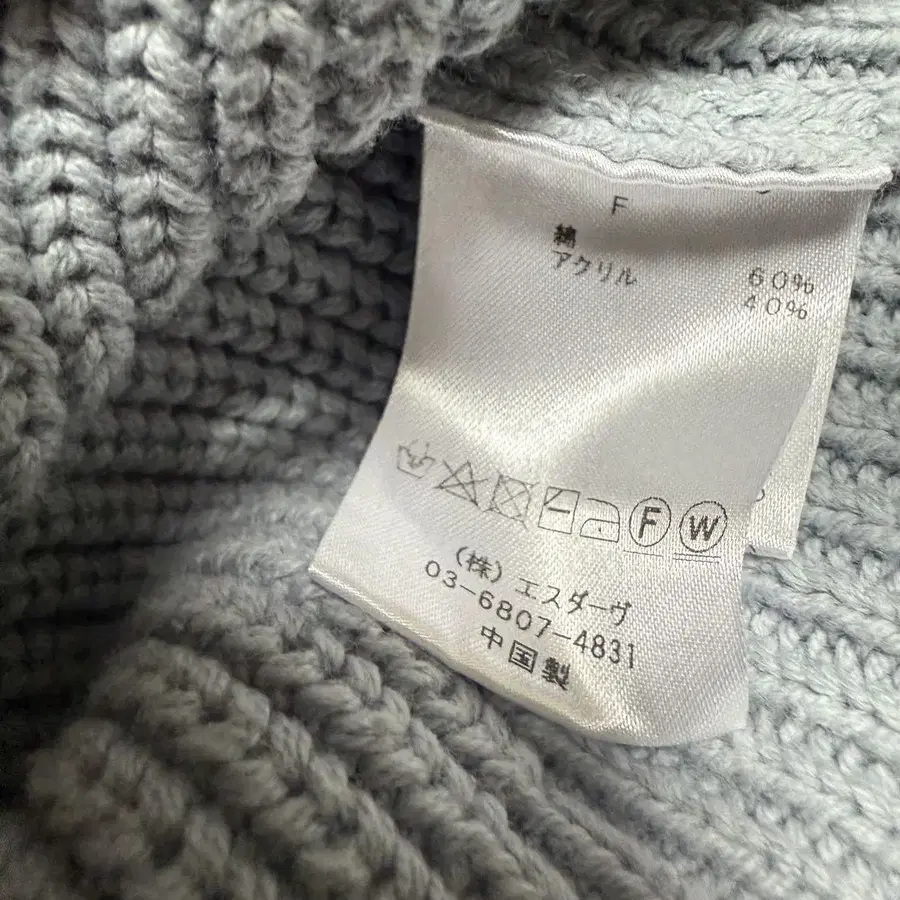 F
綿 60%
アクリル 40%
F W
(株) エスダーヴ
03-6807-4831
中国製